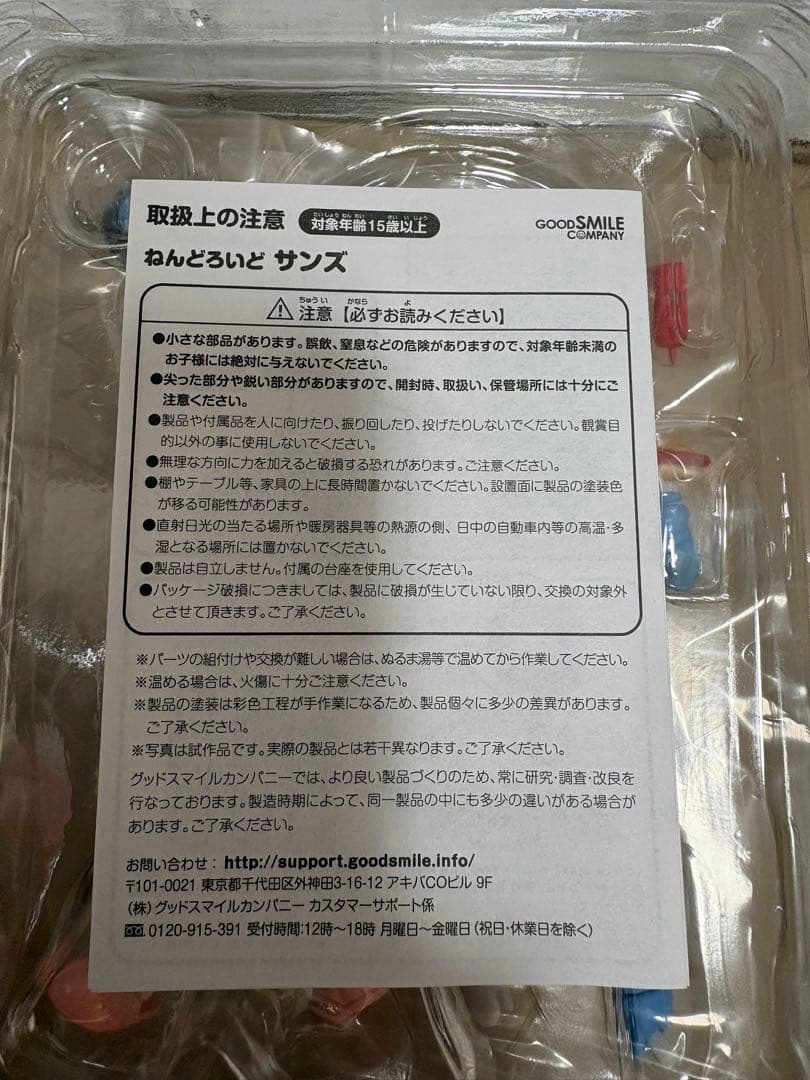 取扱上の注意 対象年齢15歳以上
GOODSMILE
COMPANY
ねんどろいど サンズ
注意【必ずお読みください】
●小さな部品があります。誤飲、窒息などの危険がありますので、対象年齢未満の
お子様には絶対に与えないでください。
●尖った部分や鋭い部分がありますので、開封時、取扱い、保管場所には十分にご
注意ください。
●製品や付属品を人に向けたり、振り回したり、投げたりしないでください。観賞目
的以外の事に使用しないでください。
●無理な方向に力を加えると破損する恐れがあります。ご注意ください。
●棚やテーブル等、家具の上に長時間置かないでください。設置面に製品の塗装色
が移る可能性があります。
●直射日光の当たる場所や暖房器具等の熱源の側、日中の自動車内等の高温・多
湿となる場所には置かないでください。
●製品は自立しません。付属の台座を使用してください。
●パッケージ破損につきましては、製品に破損が生じていない限り、交換の対象外
とさせて頂きます。ご了承ください。
※パーツの組付けや交換が難しい場合は、ぬるま湯等で温めてから作業してください。
※温める場合は、火傷に十分ご注意ください。
※製品の塗装は彩色工程が手作業になるため、製品個々に多少の差異があります。
ご了承ください。
※写真は試作品です。実際の製品とは若干異なります。ご了承ください。
グッドスマイルカンパニーでは、より良い製品づくりのため、常に研究・調査・改良を
行なっております。製造時期によって、同一製品の中にも多少の違いがある場合が
あります。ご了承ください。
お問い合わせ：http://support.goodsmile.info/
〒101-0021 東京都千代田区外神田3-16-12 アキバCOビル 9F
（株）グッドスマイルカンパニー カスタマーサポート係
0120-915-391 受付時間：12時～18時 月曜日～金曜日（祝日・休業日を除く）